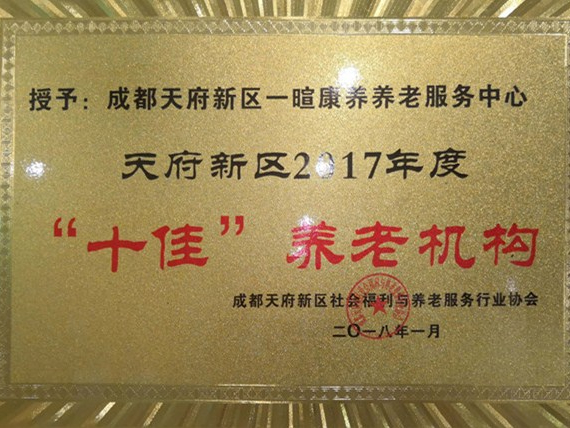 授予：成都天府新区一暄康养养老服务中心
天府新区2017年度
“十佳”养老机构
成都天府新区社会福利与养老服务行业协会
二〇一八年一月